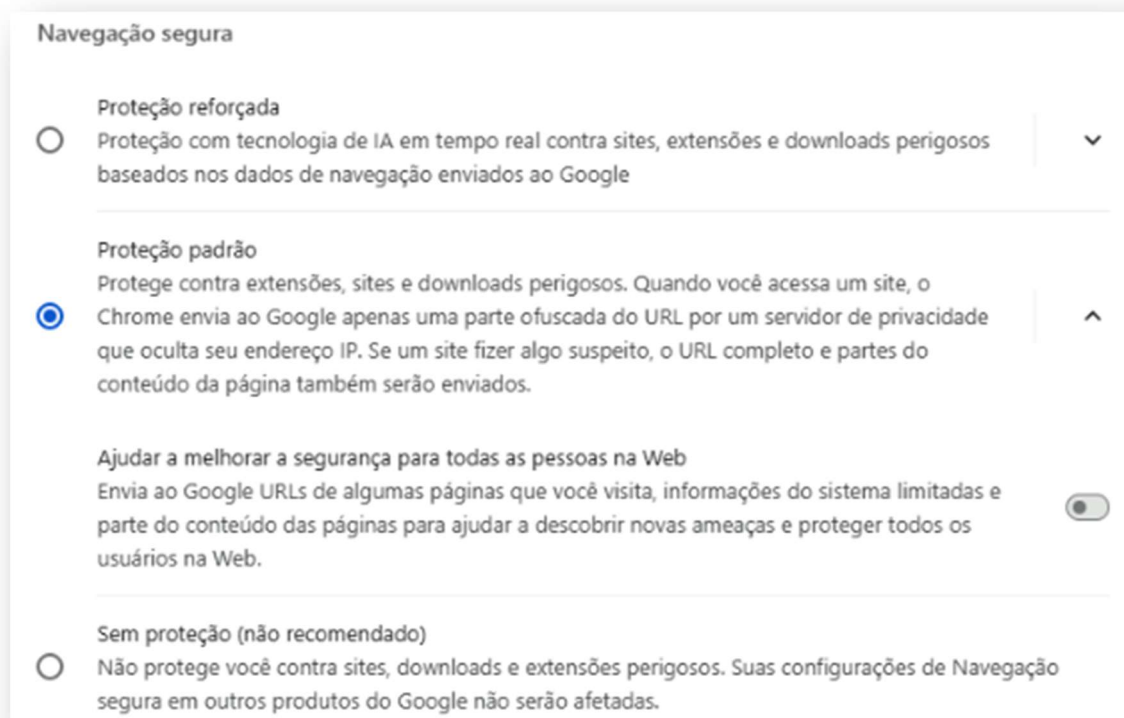 Navegação segura
Proteção reforçada
Proteção com tecnologia de IA em tempo real contra sites, extensões e downloads perigosos
baseados nos dados de navegação enviados ao Google
Proteção padrão
Protege contra extensões, sites e downloads perigosos. Quando você acessa um site, o
Chrome envia ao Google apenas uma parte ofuscada do URL por um servidor de privacidade
que oculta seu endereço IP. Se um site fizer algo suspeito, o URL completo e partes do
conteúdo da página também serão enviados.
Ajudar a melhorar a segurança para todas as pessoas na Web
Envia ao Google URLs de algumas páginas que você visita, informações do sistema limitadas e
parte do conteúdo das páginas para ajudar a descobrir novas ameaças e proteger todos os
usuários na Web.
Sem proteção (não recomendado)
Não protege você contra sites, downloads e extensões perigosos. Suas configurações de Navegação
segura em outros produtos do Google não serão afetadas.